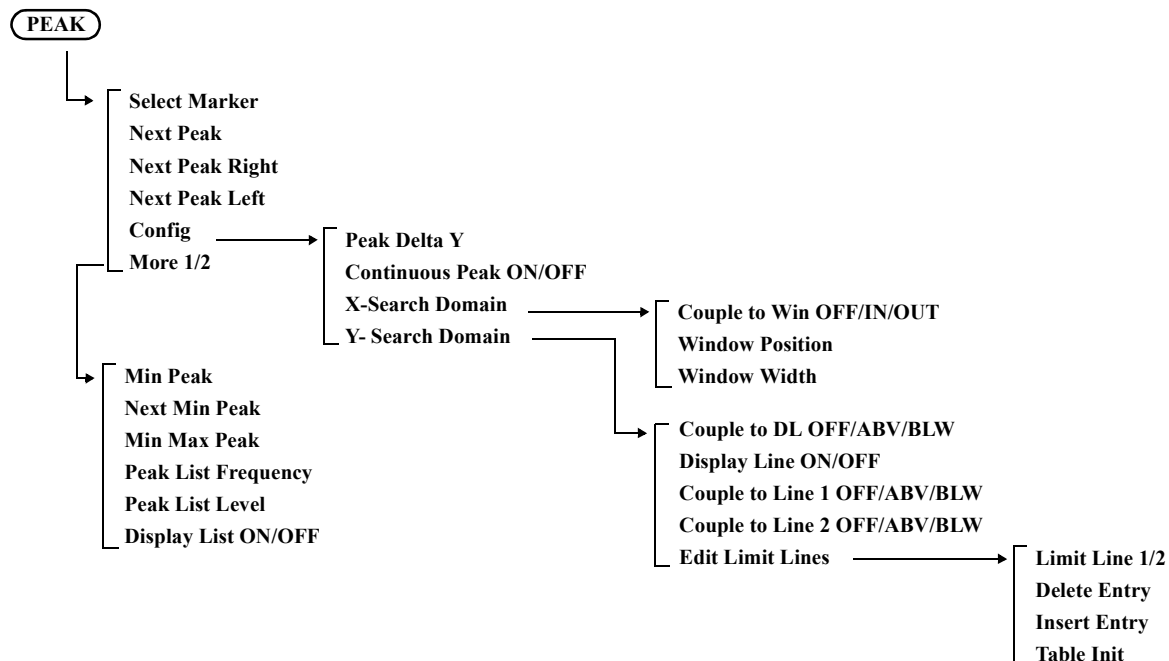 PEAK
Select Marker
Next Peak
Next Peak Right
Next Peak Left
Config
More 1/2
Peak Delta Y
Continuous Peak ON/OFF
X-Search Domain
Y- Search Domain
Couple to Win OFF/IN/OUT
Window Position
Window Width
Min Peak
Next Min Peak
Min Max Peak
Peak List Frequency
Peak List Level
Display List ON/OFF
Couple to DL OFF/ABV/BLW
Display Line ON/OFF
Couple to Line 1 OFF/ABV/BLW
Couple to Line 2 OFF/ABV/BLW
Edit Limit Lines
Limit Line 1/2
Delete Entry
Insert Entry
Table Init